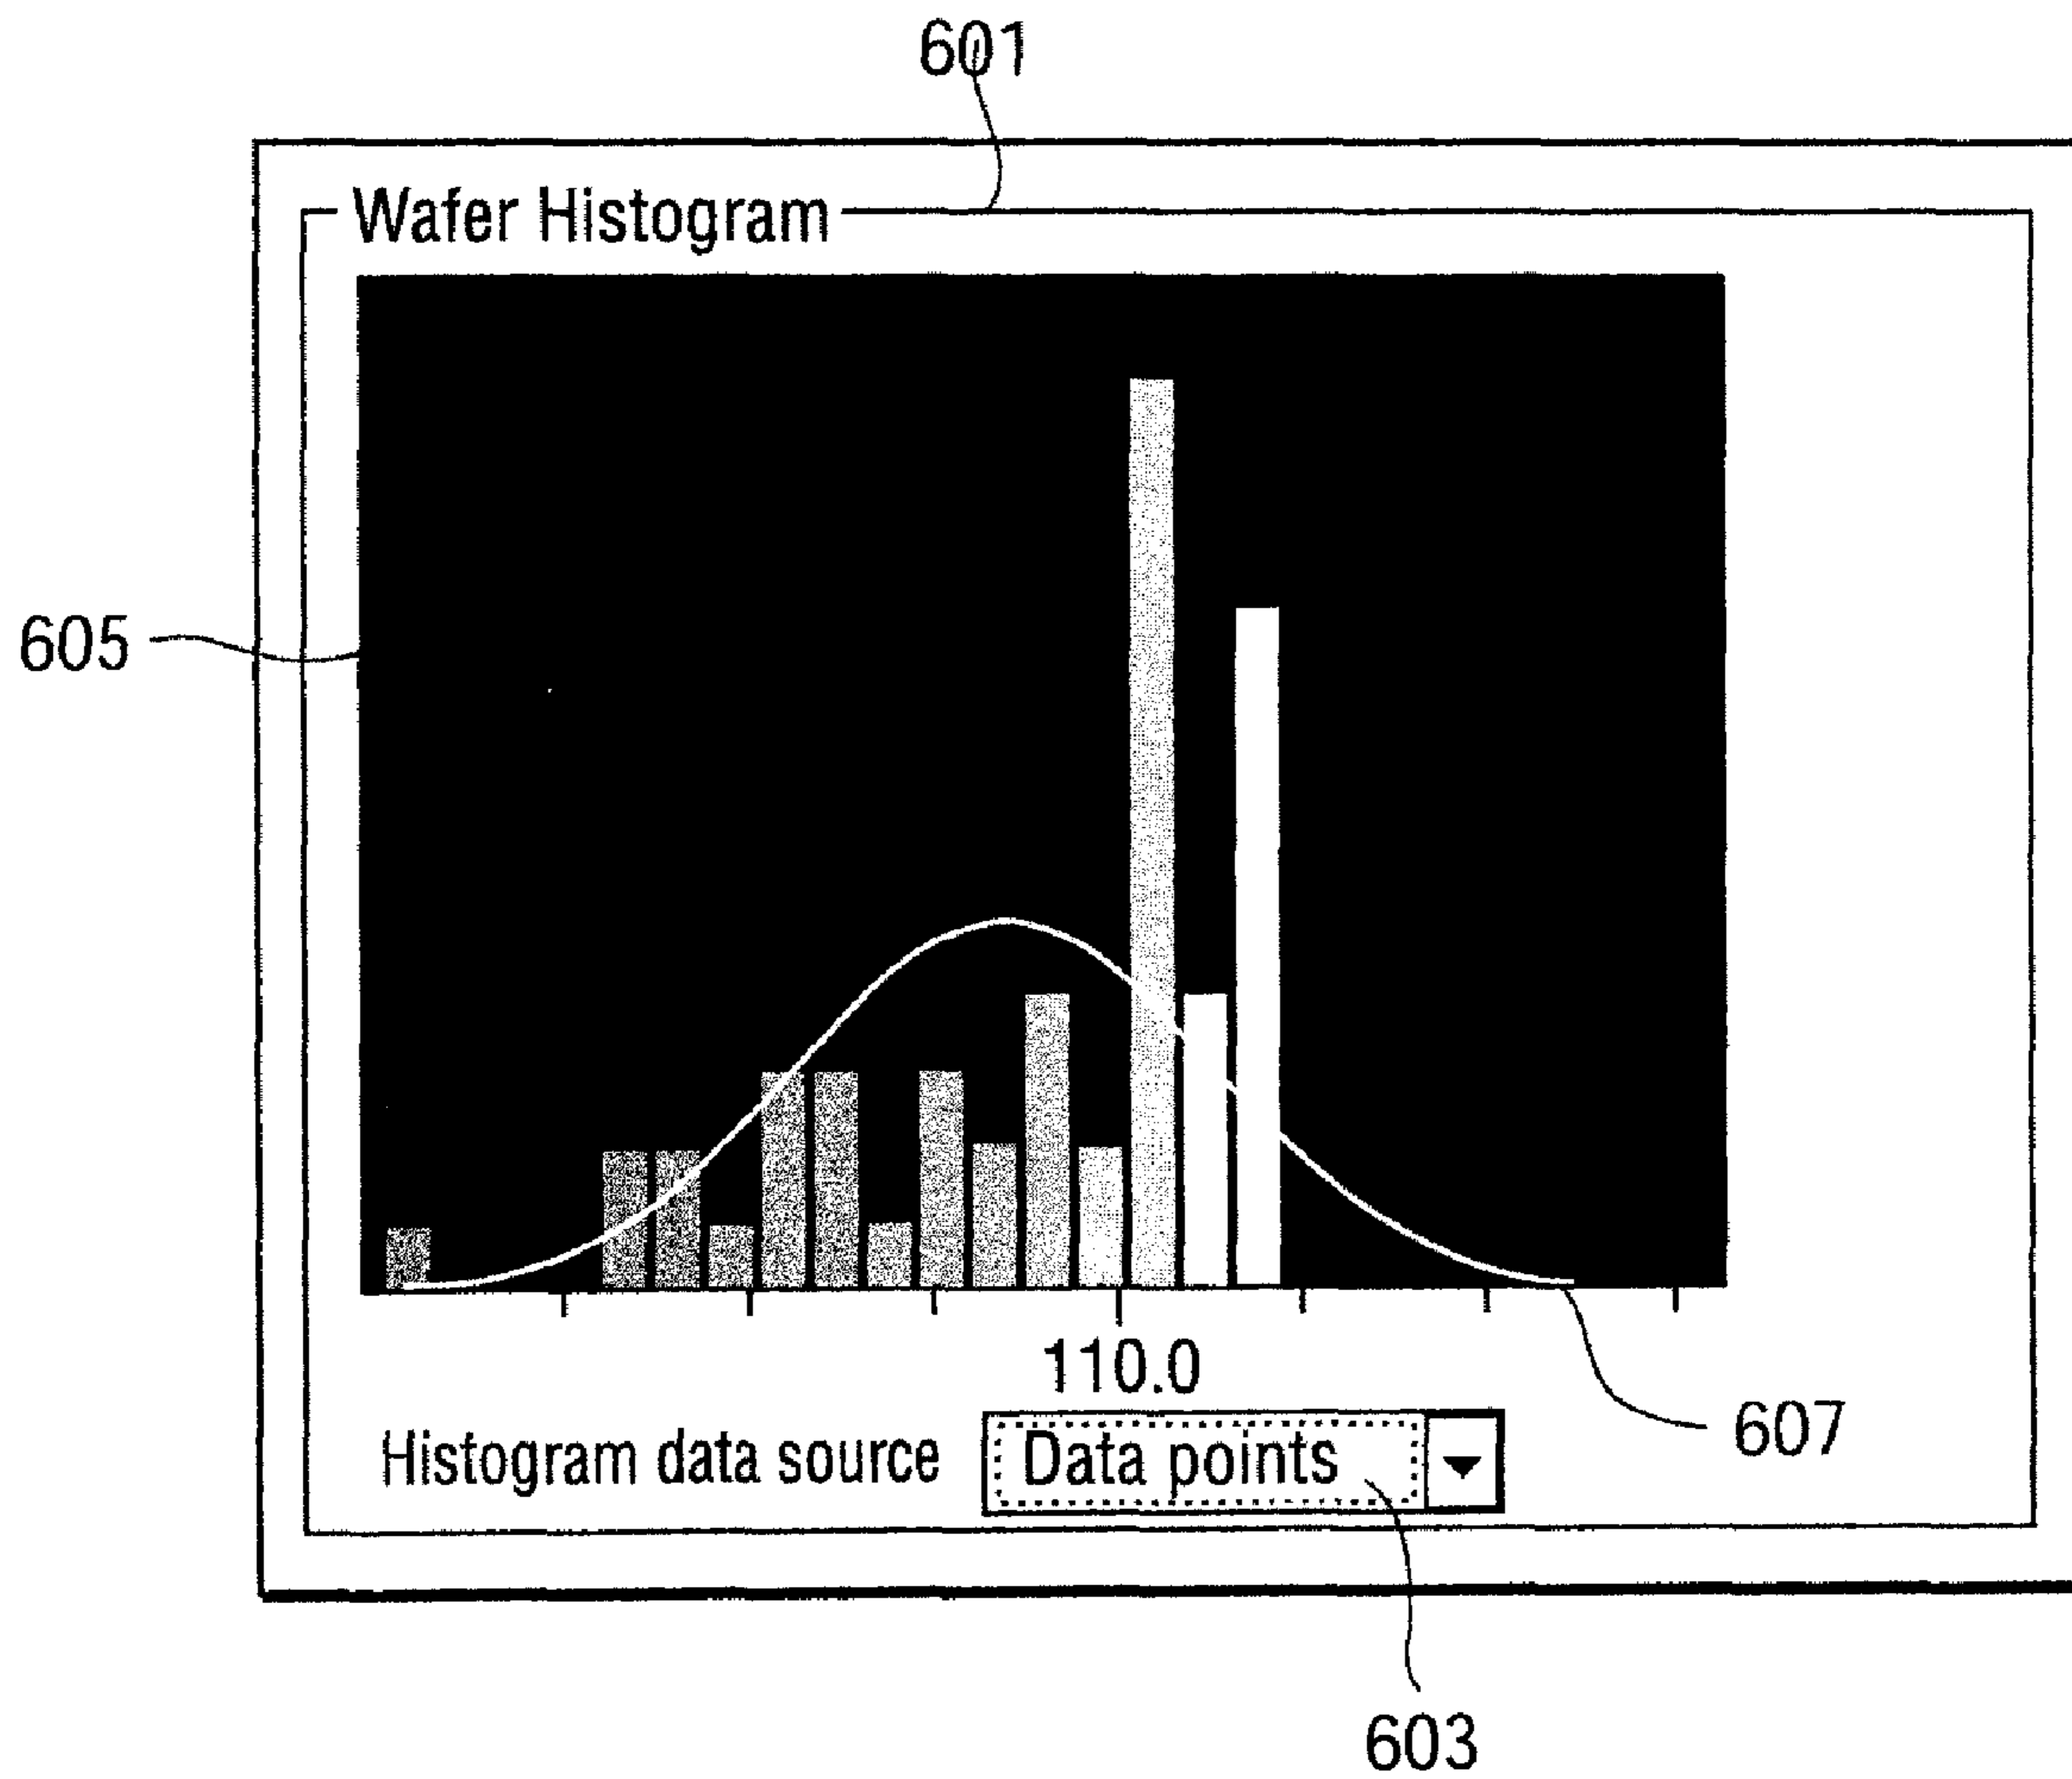 601
Wafer Histogram
605
110.0
607
Histogram data source Data points
603